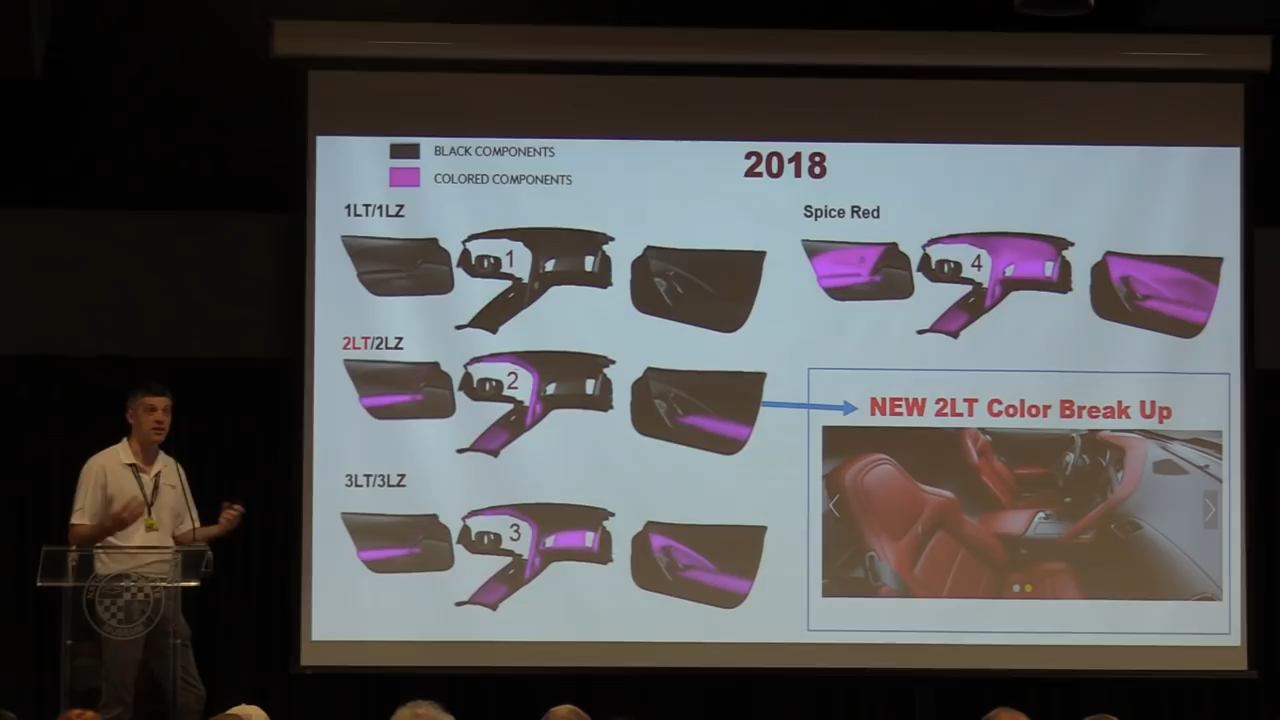 BLACK COMPONENTS
2018
COLORED COMPONENTS
1LT/1LZ
Spice Red
1
4
2LT/2LZ
2
NEW 2LT Color Break Up
3LT/3LZ
3
MUSEUM